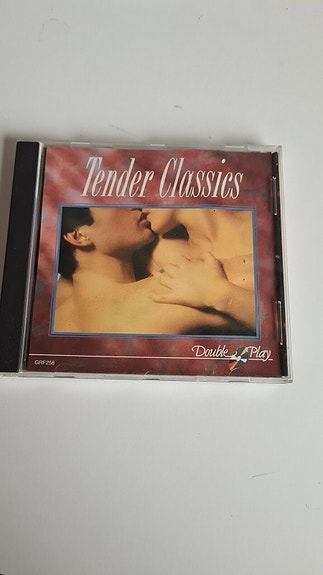 Tender Classics
Double Play
GRF258